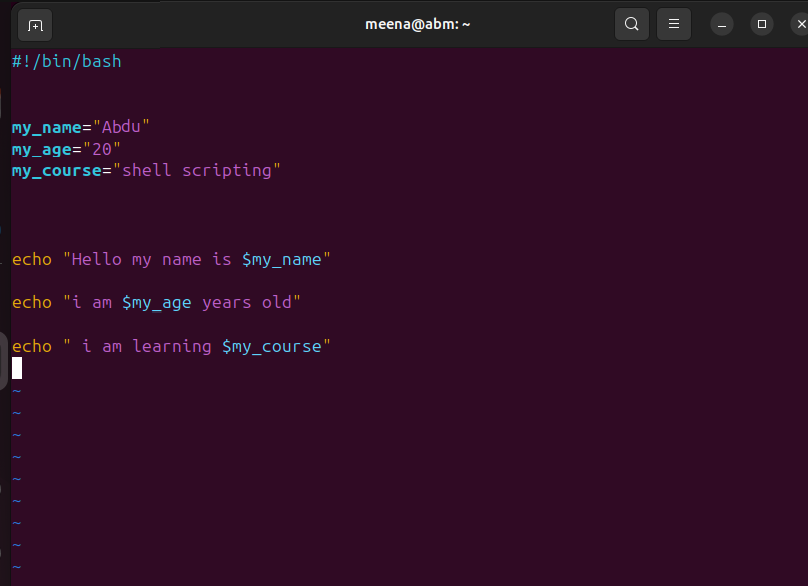 meena@abm: ~
#!/bin/bash
my_name="Abdu"
my_age="20"
my_course="shell scripting"
echo "Hello my name is $my_name"
echo "i am $my_age years old"
echo " i am learning $my_course"
~
~
~
~
~
~
~
~
~